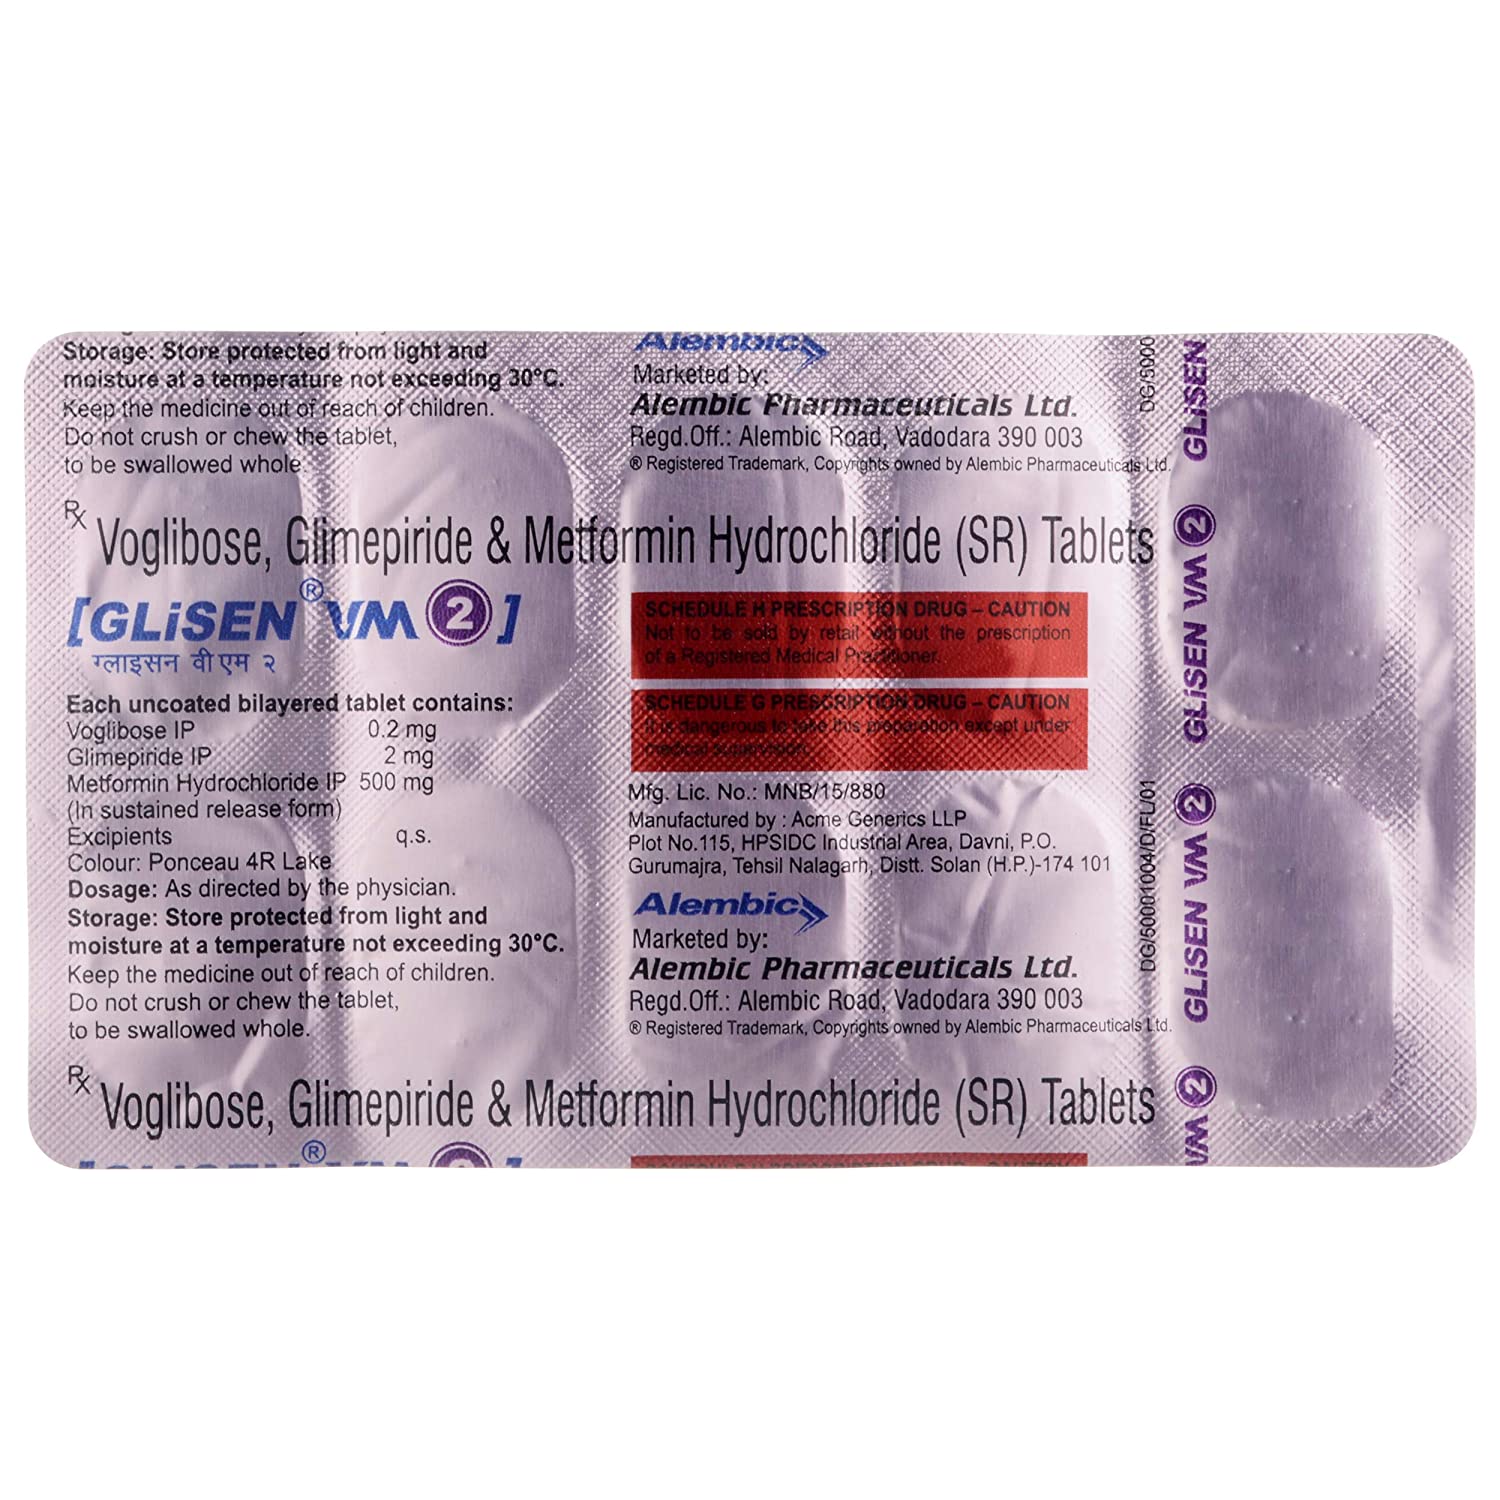 Storage: Store protected from light and
moisture at a temperature not exceeding 30°C.
Keep the medicine out of reach of children.
Do not crush or chew the tablet,
to be swallowed whole.
Alembic
Marketed by:
Alembic Pharmaceuticals Ltd.
Regd.Off.: Alembic Road, Vadodara 390 003
® Registered Trademark, Copyrights owned by Alembic Pharmaceuticals Ltd.
Rx Voglibose, Glimepiride & Metformin Hydrochloride (SR) Tablets
[GLiSEN® VM 2]
ग्लाइसन वी एम २
Each uncoated bilayered tablet contains:
Voglibose IP 0.2 mg
Glimepiride IP 2 mg
Metformin Hydrochloride IP 500 mg
(In sustained release form)
Excipients q.s.
Colour: Ponceau 4R Lake
Dosage: As directed by the physician.
Storage: Store protected from light and
moisture at a temperature not exceeding 30°C.
Keep the medicine out of reach of children.
Do not crush or chew the tablet,
to be swallowed whole.
SCHEDULE H PRESCRIPTION DRUG – CAUTION
Not to be sold by retail without the prescription
of a Registered Medical Practitioner.
SCHEDULE G PRESCRIPTION DRUG – CAUTION
It is dangerous to take this preparation except under
medical supervision.
Mfg. Lic. No.: MNB/15/880
Manufactured by : Acme Generics LLP
Plot No.115, HPSIDC Industrial Area, Davni, P.O.
Gurumajra, Tehsil Nalagarh, Distt. Solan (H.P.)-174 101
Alembic
Marketed by:
Alembic Pharmaceuticals Ltd.
Regd.Off.: Alembic Road, Vadodara 390 003
® Registered Trademark, Copyrights owned by Alembic Pharmaceuticals Ltd.
Rx Voglibose, Glimepiride & Metformin Hydrochloride (SR) Tablets
[GLiSEN® VM 2]
DG/5000
DG/50001004/D/FL/01
GLiSEN
GLiSEN VM 2
GLiSEN VM 2
VM 2